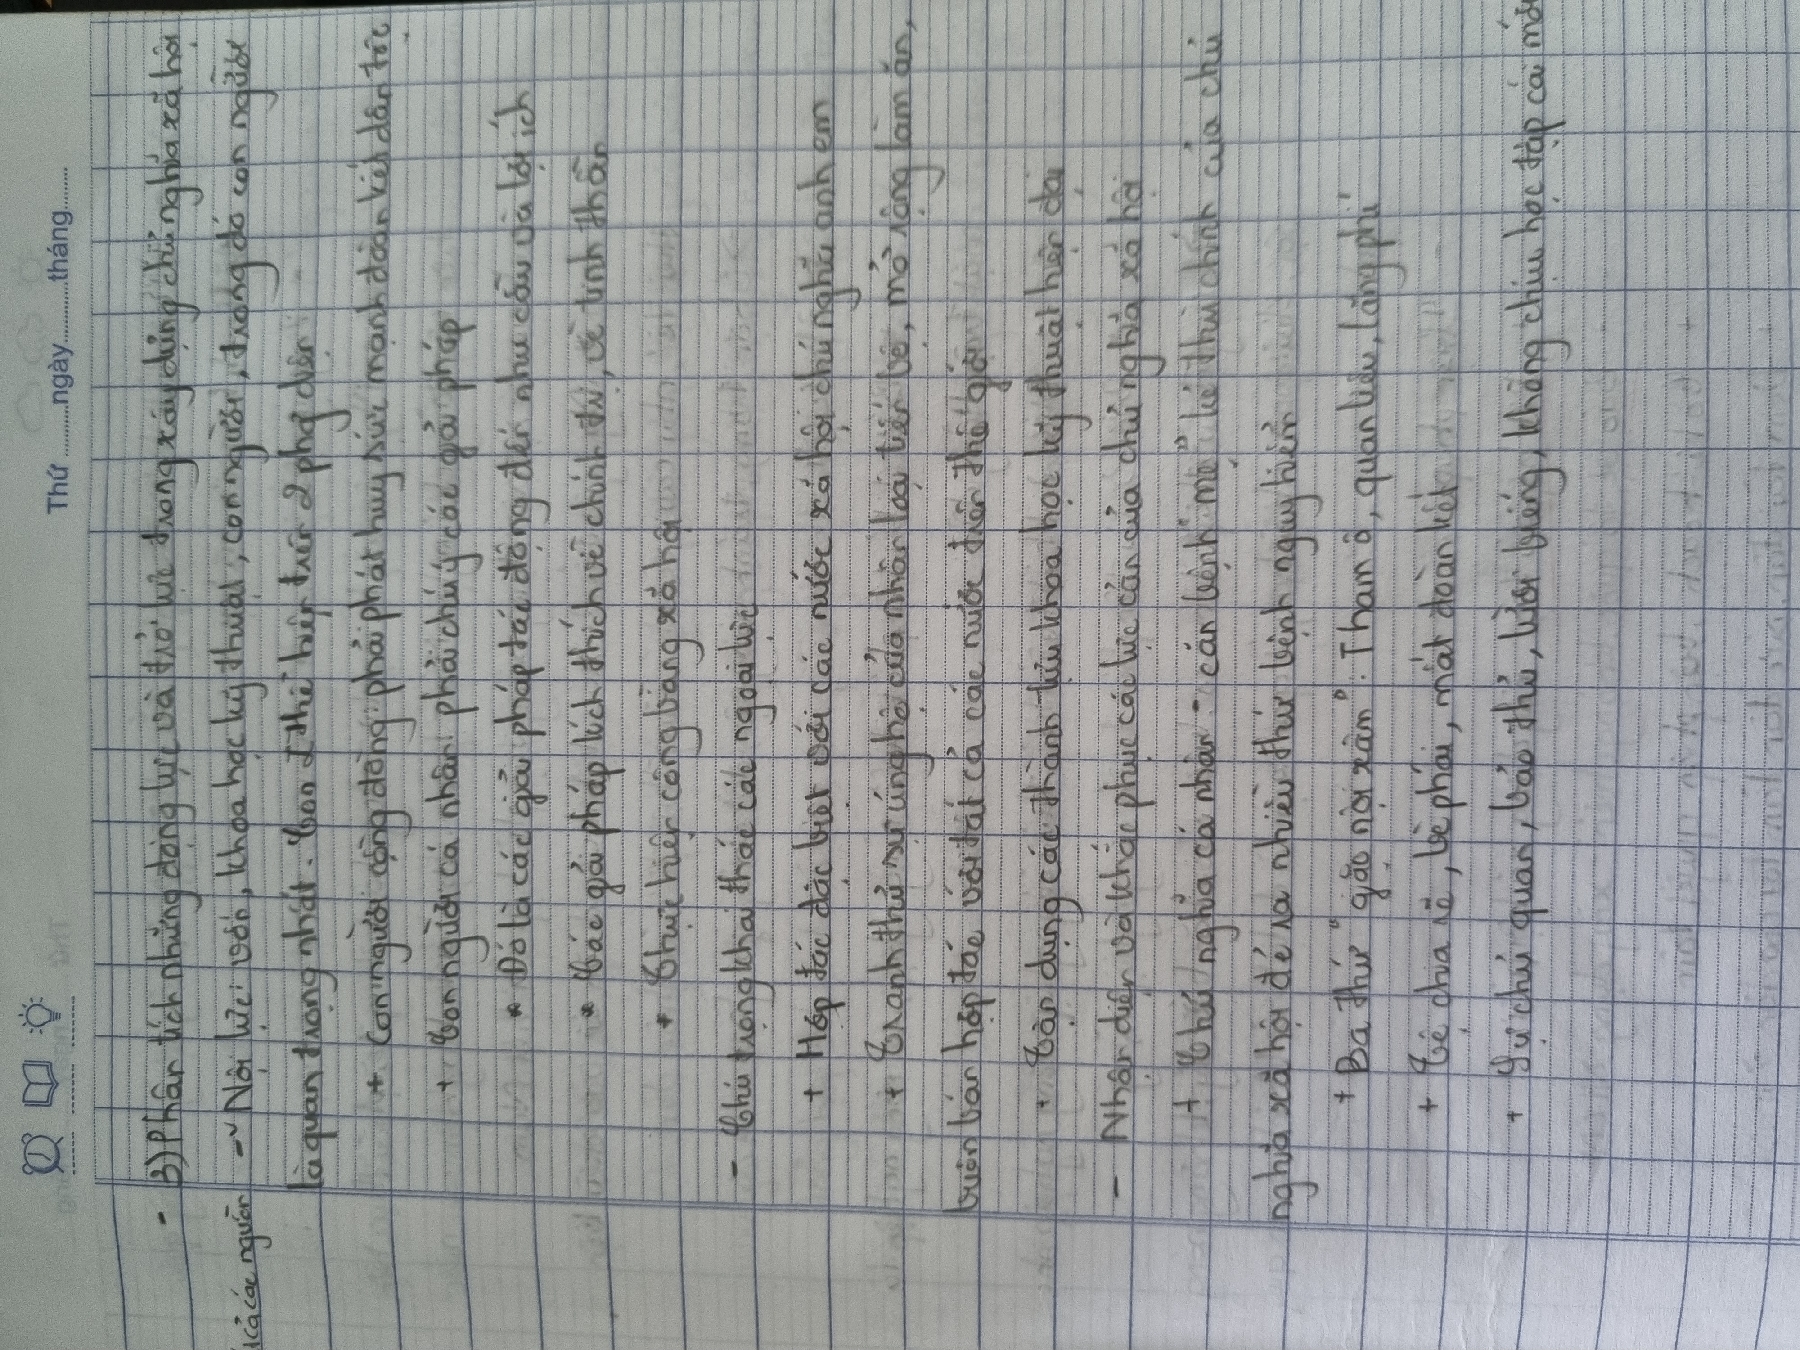 Thứ ..........ngày............tháng........
- 3) Phân tích những động lực và trở lực trong xây dựng chủ nghĩa xã hội
cả các nguồn - Nội lực: vốn, khoa học kỹ thuật, con người, trong đó con người
là quan trọng nhất. Con thể hiện trên 2 phg diện
+ Con người cộng đồng: phải phát huy sức mạnh đoàn kết dân tộc
+ Con người cá nhân: phải chú ý các giải pháp
* Đó là các giải pháp tác động đến nhu cầu và lợi ích
* Các giải pháp kích thích về chính trị, về tinh thần
* Thực hiện công bằng xã hội
- Chú trọng khai thác các ngoại lực
+ Hợp tác đặc biệt với các nước xã hội chủ nghĩa anh em
+ Tranh thủ sự ủng hộ của nhân loại tiến bộ, mở rộng làm ăn,
buôn bán hợp tác với tất cả các nước trên thế giới
+ Tận dụng các thành tựu khoa học kỹ thuật hiện đại
- Nhận diện và khắc phục các lực cản của chủ nghĩa xã hội
+ Chủ nghĩa cá nhân - căn bệnh "mẹ" kẻ thù chính của chủ
nghĩa xã hội đẻ ra nhiều thứ bệnh nguy hiểm
+ Ba thứ "giặc nội xâm": Tham ô, quan liêu, lãng phí
+ Tệ chia rẽ, bè phái, mất đoàn kết
+ Sự chủ quan, bảo thủ, lười biếng, không chịu học tập cái mới